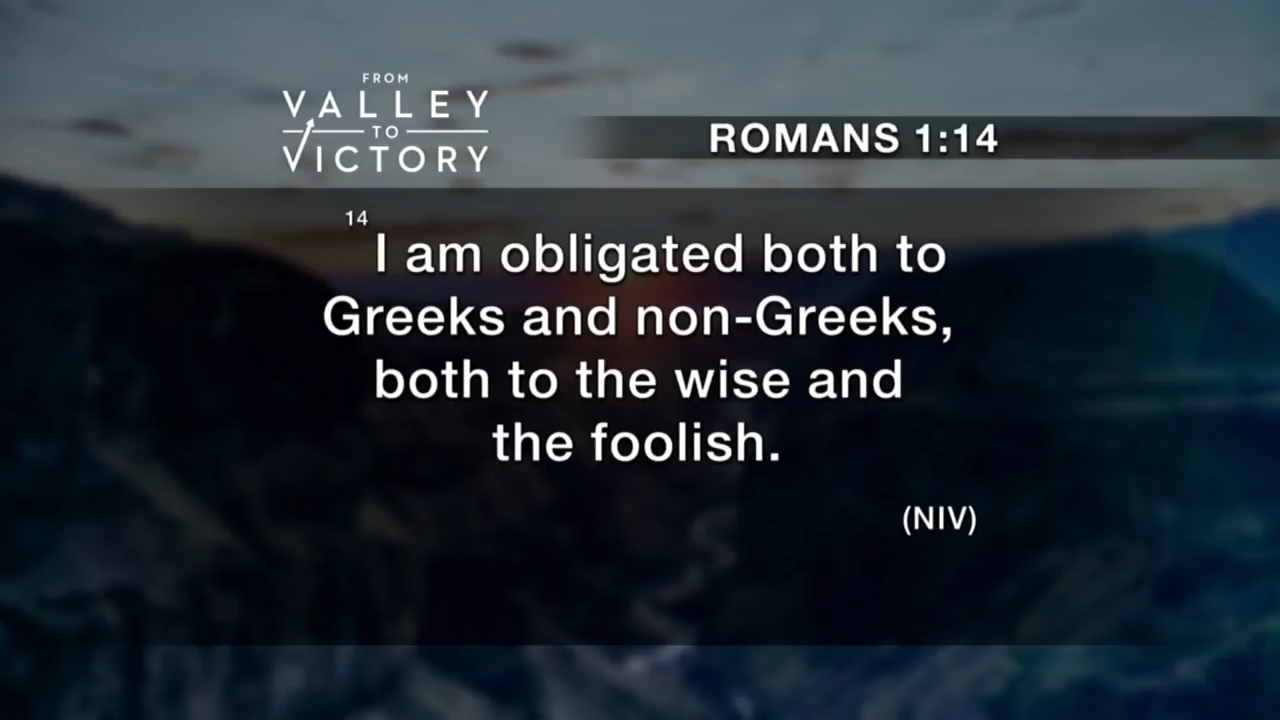 FROM
VALLEY
TO
VICTORY
ROMANS 1:14
14 I am obligated both to
Greeks and non-Greeks,
both to the wise and
the foolish.
(NIV)